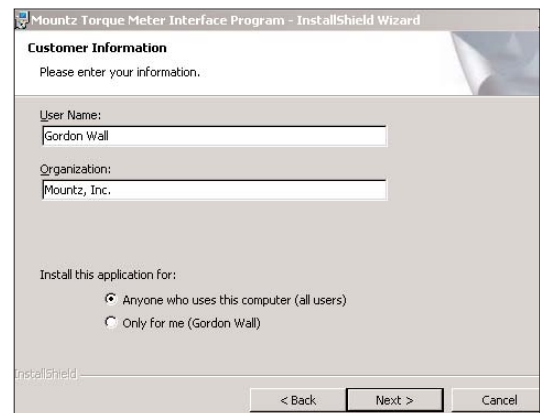 Mountz Torque Meter Interface Program - InstallShield Wizard
Customer Information
Please enter your information.
User Name:
Gordon Wall
Organization:
Mountz, Inc.
Install this application for:
Anyone who uses this computer (all users)
Only for me (Gordon Wall)
InstallShield
< Back
Next >
Cancel